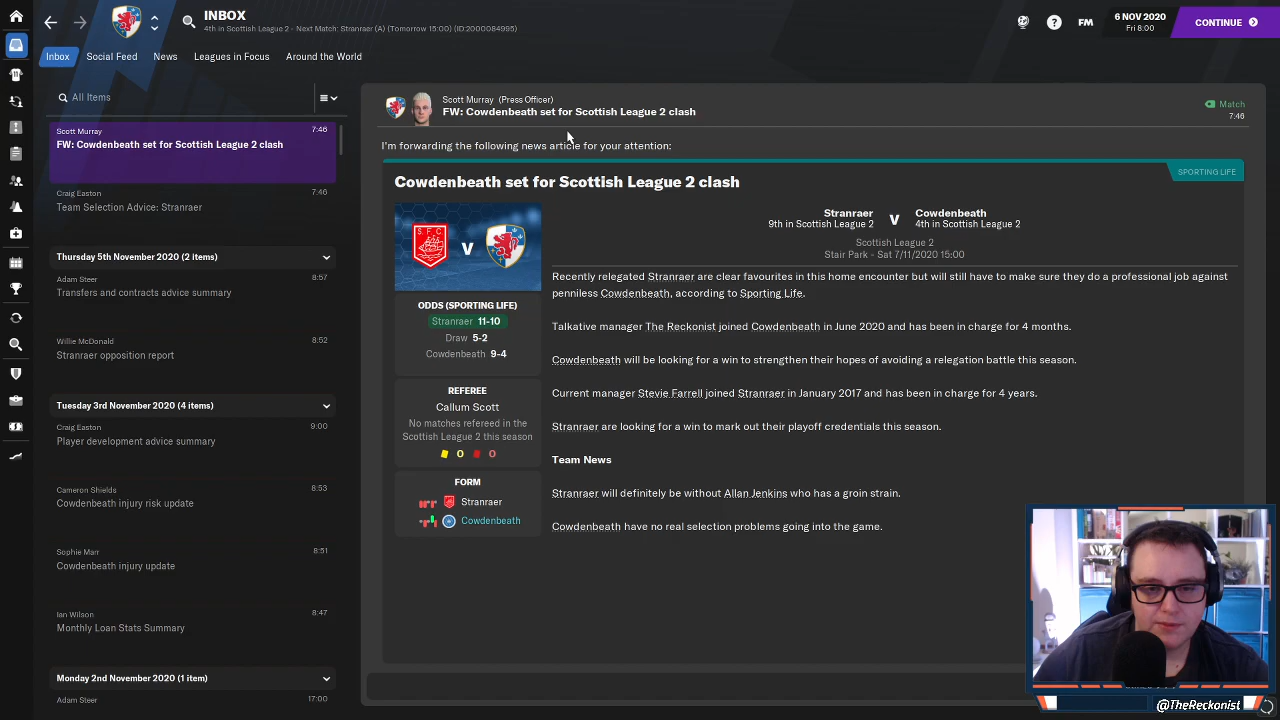 INBOX
4th in Scottish League 2 - Next Match: Stranraer (A) (Tomorrow 15:00) (ID:2000084995)
FM
6 NOV 2020
Fri 8:00
CONTINUE
Inbox
Social Feed
News
Leagues in Focus
Around the World
All Items
Scott Murray
7:46
FW: Cowdenbeath set for Scottish League 2 clash
Craig Easton
7:46
Team Selection Advice: Stranraer
Thursday 5th November 2020 (2 items)
Adam Steer
8:57
Transfers and contracts advice summary
Willie McDonald
8:52
Stranraer opposition report
Tuesday 3rd November 2020 (4 items)
Craig Easton
9:00
Player development advice summary
Cameron Shields
8:53
Cowdenbeath injury risk update
Sophie Marr
8:51
Cowdenbeath injury update
Ian Wilson
8:47
Monthly Loan Stats Summary
Monday 2nd November 2020 (1 item)
Adam Steer
17:00
Scott Murray (Press Officer)
FW: Cowdenbeath set for Scottish League 2 clash
Match
7:46
I'm forwarding the following news article for your attention:
Cowdenbeath set for Scottish League 2 clash
SPORTING LIFE
S.F.C
V
Stranraer
9th in Scottish League 2
V
Cowdenbeath
4th in Scottish League 2
Scottish League 2
Stair Park - Sat 7/11/2020 15:00
ODDS (SPORTING LIFE)
Stranraer 11-10
Draw 5-2
Cowdenbeath 9-4
REFEREE
Callum Scott
No matches refereed in the
Scottish League 2 this season
0 0
FORM
Stranraer
Cowdenbeath
Recently relegated Stranraer are clear favourites in this home encounter but will still have to make sure they do a professional job against
penniless Cowdenbeath, according to Sporting Life.
Talkative manager The Reckonist joined Cowdenbeath in June 2020 and has been in charge for 4 months.
Cowdenbeath will be looking for a win to strengthen their hopes of avoiding a relegation battle this season.
Current manager Stevie Farrell joined Stranraer in January 2017 and has been in charge for 4 years.
Stranraer are looking for a win to mark out their playoff credentials this season.
Team News
Stranraer will definitely be without Allan Jenkins who has a groin strain.
Cowdenbeath have no real selection problems going into the game.
@TheReckonist